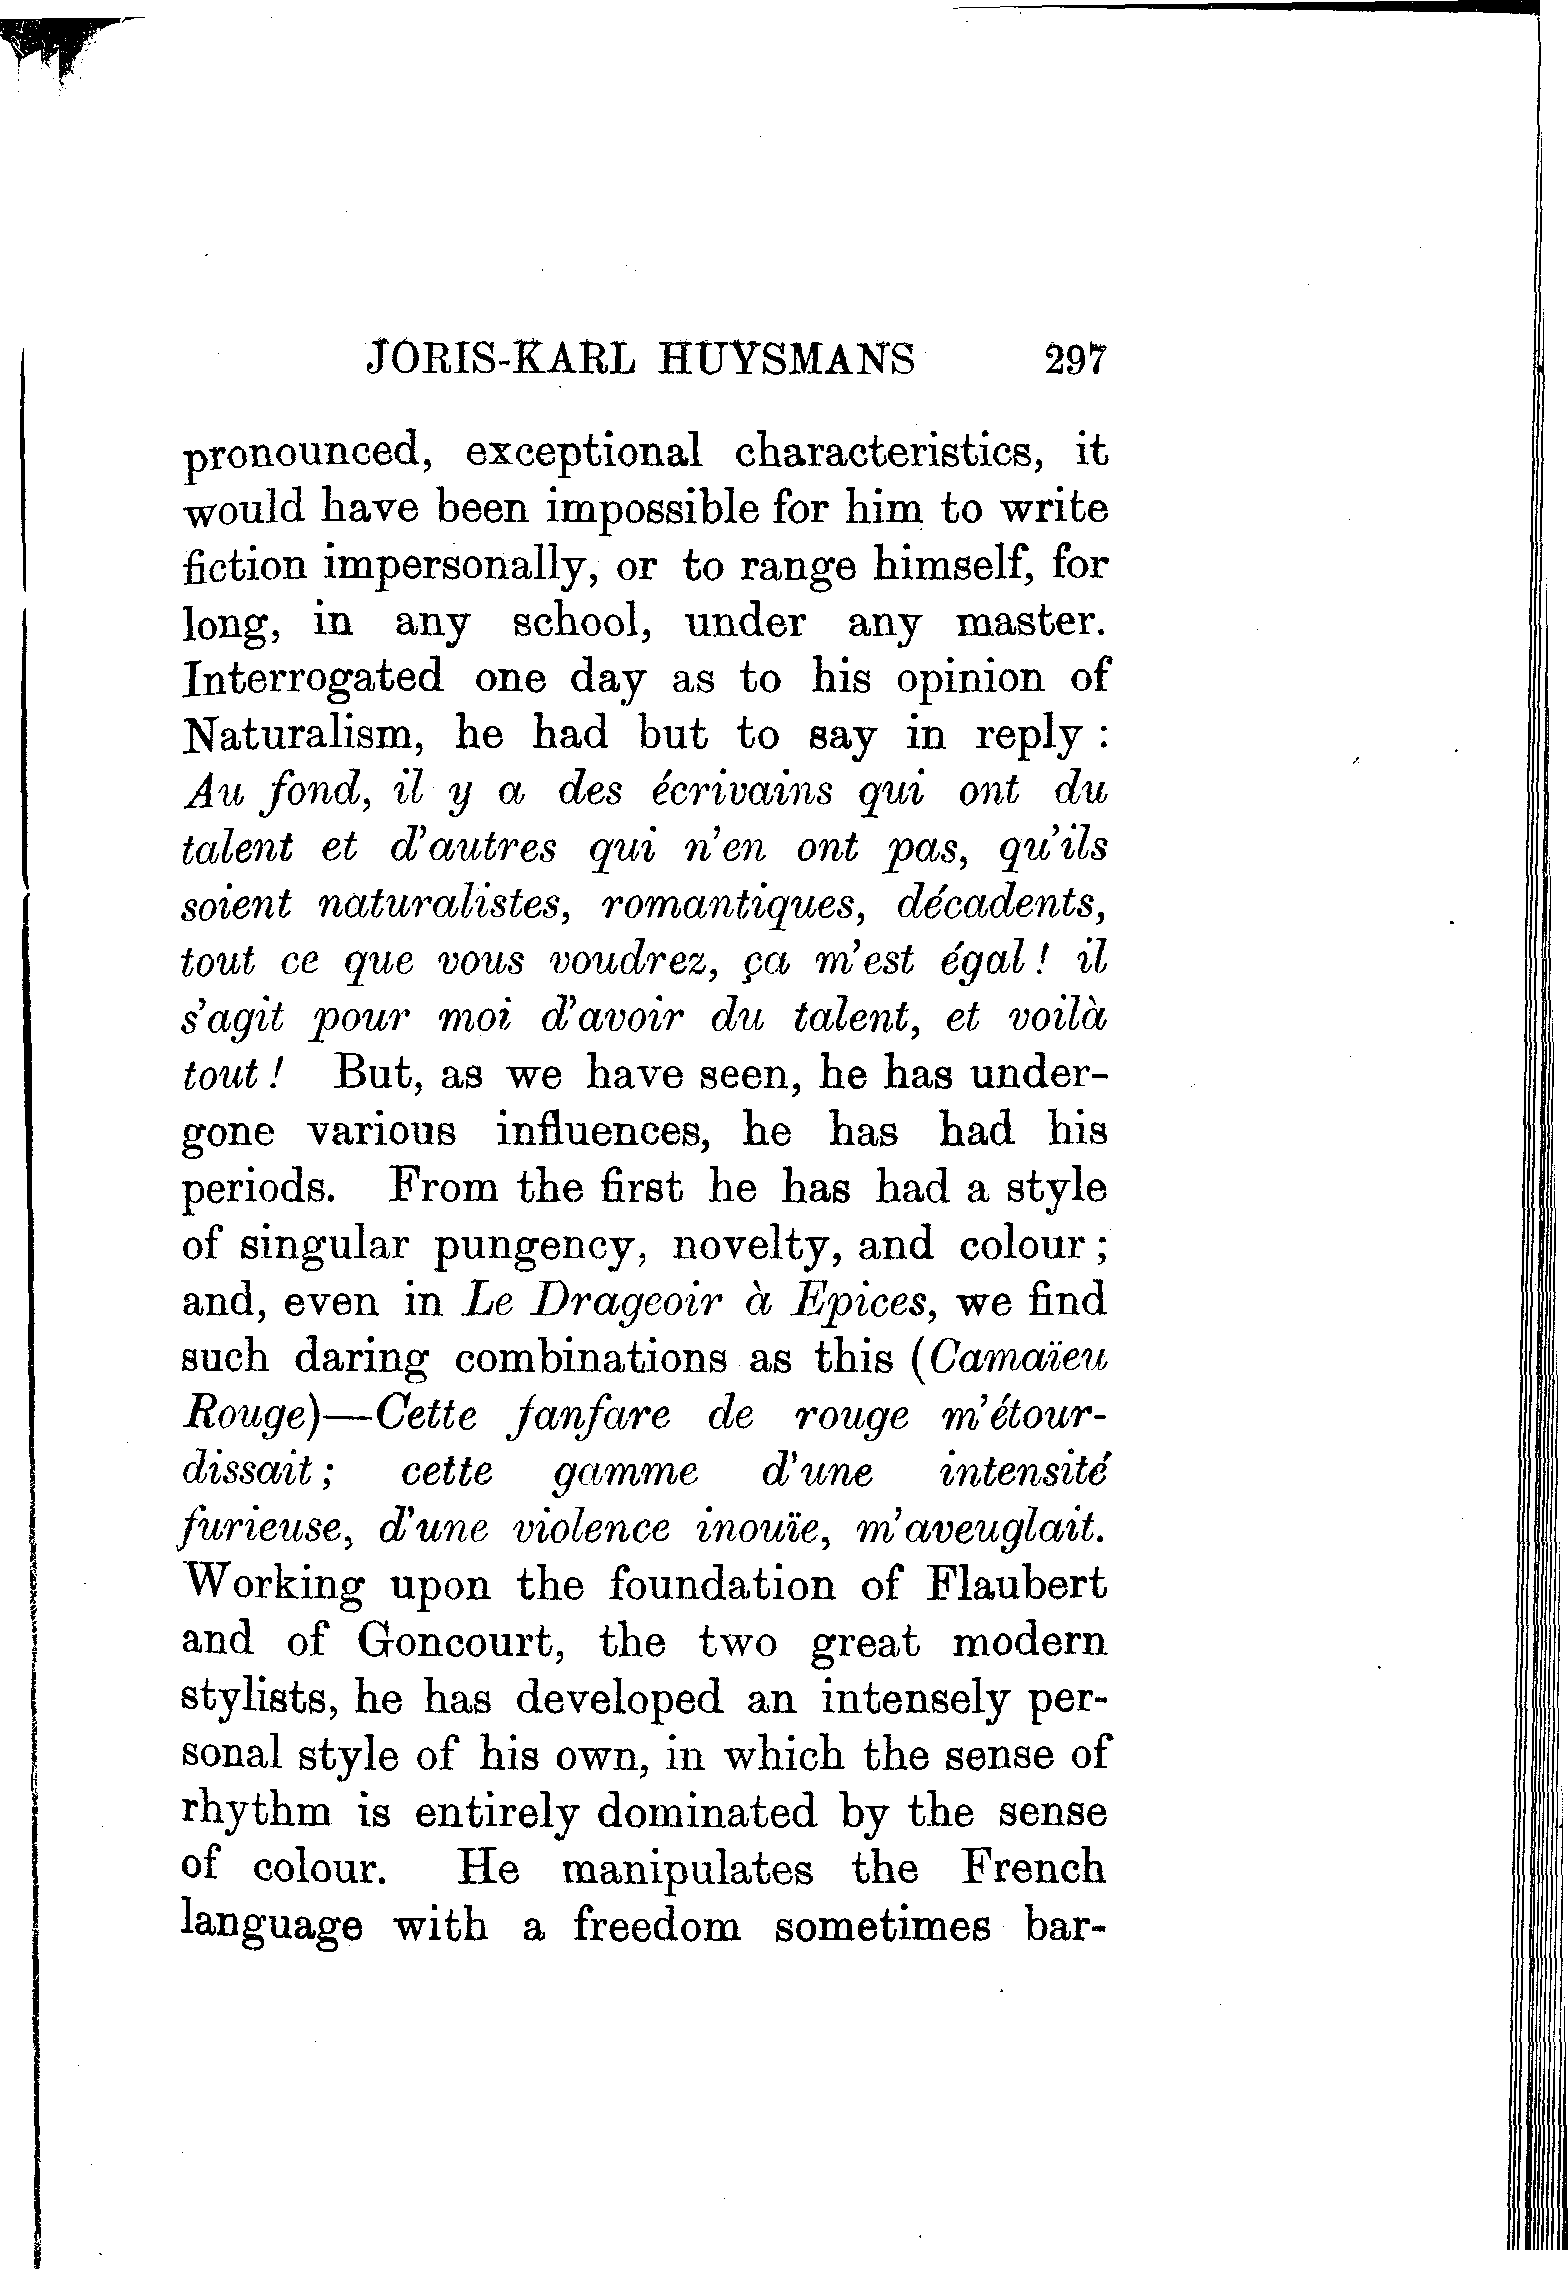 JORIS-KARL HUYSMANS 297
pronounced, exceptional characteristics, it
would have been impossible for him to write
fiction impersonally, or to range himself, for
long, in any school, under any master.
Interrogated one day as to his opinion of
Naturalism, he had but to say in reply :
Au fond, il y a des écrivains qui ont du
talent et d'autres qui n'en ont pas, qu'ils
soient naturalistes, romantiques, décadents,
tout ce que vous voudrez, ça m'est égal ! il
s'agit pour moi d'avoir du talent, et voilà
tout ! But, as we have seen, he has under-
gone various influences, he has had his
periods. From the first he has had a style
of singular pungency, novelty, and colour ;
and, even in Le Drageoir à Epices, we find
such daring combinations as this (Camaïeu
Rouge)—Cette fanfare de rouge m'étour-
dissait ; cette gamme d'une intensité
furieuse, d'une violence inouïe, m'aveuglait.
Working upon the foundation of Flaubert
and of Goncourt, the two great modern
stylists, he has developed an intensely per-
sonal style of his own, in which the sense of
rhythm is entirely dominated by the sense
of colour. He manipulates the French
language with a freedom sometimes bar-